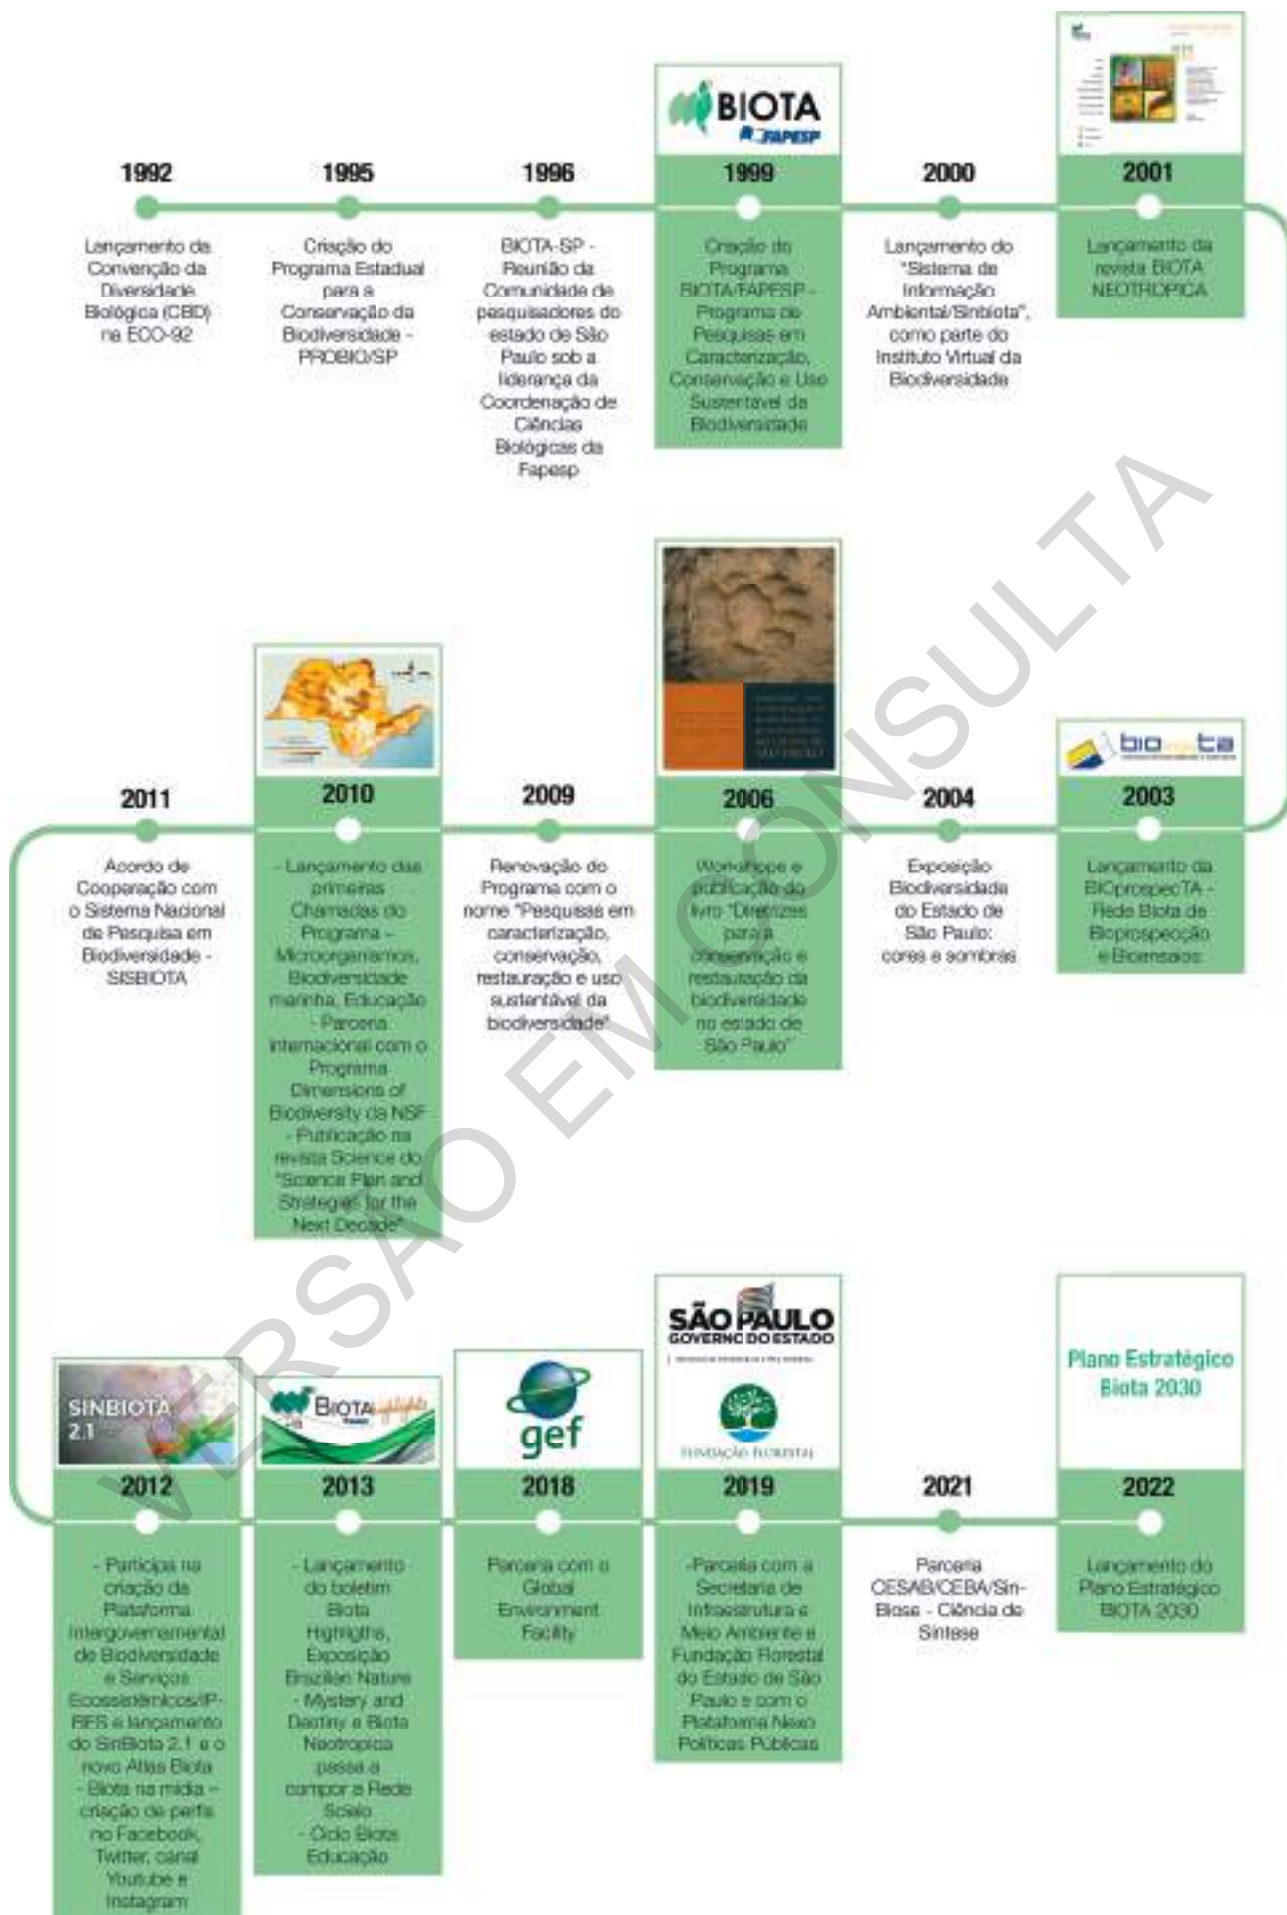 BIOTA
FAPESP
1992
Lançamento da
Convenção da
Diversidade
Biológica (CBD)
na ECO-92
1995
Criação do
Programa Estadual
para a
Conservação da
Biodiversidade -
PROBIO/SP
1996
BIOTA-SP -
Reunião da
Comunidade de
pesquisadores do
estado de São
Paulo sob a
liderança da
Coordenação de
Ciências
Biológicas da
Fapesp
1999
Criação do
Programa
BIOTA/FAPESP -
Programa de
Pesquisas em
Caracterização,
Conservação e Uso
Sustentável da
Biodiversidade
2000
Lançamento do
"Sistema de
Informação
Ambiental/Sinbiota",
como parte do
Instituto Virtual da
Biodiversidade
2001
Lançamento da
revista BIOTA
NEOTROPICA
2011
Acordo de
Cooperação com
o Sistema Nacional
de Pesquisa em
Biodiversidade -
SISBIOTA
2010
- Lançamento das
primeiras
Chamadas do
Programa –
Microorganismos,
Biodiversidade
marinha, Educação
- Parceria
internacional com o
Programa
Dimensions of
Biodiversity da NSF
- Publicação na
revista Science do
"Science Plan and
Strategies for the
Next Decade"
2009
Renovação do
Programa com o
nome "Pesquisas em
caracterização,
conservação,
restauração e uso
sustentável da
biodiversidade"
2006
Workshops e
publicação do
livro "Diretrizes
para a
conservação e
restauração da
biodiversidade
no estado de
São Paulo"
2004
Exposição
Biodiversidade
do Estado de
São Paulo:
cores e sombras
bio ta
2003
Lançamento da
BIOprospecTA -
Rede Biota de
Bioprospecção
e Bioensaios
SINBIOTA
2.1
2012
- Participa na
criação da
Plataforma
Intergovernamental
de Biodiversidade
e Serviços
Ecossistêmicos/IP-
BES e lançamento
do SinBiota 2.1 e o
novo Atlas Biota
- Biota na mídia –
criação de perfis
no Facebook,
Twitter, canal
Youtube e
Instagram
BIOTA highlights
2013
- Lançamento
do boletim
Biota
Highligths,
Exposição
Brazilian Nature
- Mystery and
Destiny e Biota
Neotropica
passa a
compor a Rede
Scielo
- Ciclo Biota
Educação
gef
2018
Parceria com o
Global
Environment
Facility
SÃO PAULO
GOVERNO DO ESTADO
FUNDAÇÃO FLORESTAL
2019
-Parceria com a
Secretaria de
Infraestrutura e
Meio Ambiente e
Fundação Florestal
do Estado de São
Paulo e com o
Plataforma Nexo
Políticas Públicas
2021
Parceria
CESAB/CEBA/Sin-
Biose - Ciência de
Síntese
Plano Estratégico
Biota 2030
2022
Lançamento do
Plano Estratégico
BIOTA 2030
VERSÃO EM CONSULTA